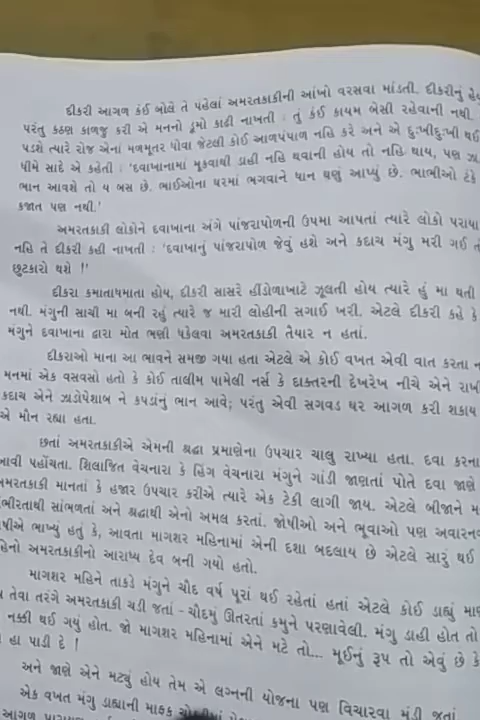 દીકરી આગળ કંઈ બોલે તે પહેલાં અમરતકાકીની આંખો વરસવા માંડતી. દીકરીનું હૈ
પરંતુ કઠણ કાળજુ કરી એ મનનો ડૂમો કાઢી નાખતી : તું કંઈ કાયમ બેસી રહેવાની નથી.
પડશે ત્યારે રોજ એનાં મળમૂતર ધોવા જેટલી કોઈ આળપંપાળ નહિ કરે અને એ દુઃખીદુઃખી થઈ
ધીમે સાદે એ કહેતી : ‘દવાખાનામાં મૂકવાથી ડાહી નહિ થવાની હોય તો નહિ થાય, પણ ઝા
ભાન આવશે તો ય બસ છે. ભાઈઓના ઘરમાં ભગવાને ધાન ઘણું આપ્યું છે. ભાભીઓ ટંકે
કજાત પણ નથી.’
અમરતકાકી લોકોને દવાખાના અંગે પાંજરાપોળની ઉપમા આપતાં ત્યારે લોકો પરાયા
નહિ તે દીકરી કહી નાખતી : ‘દવાખાનું પાંજરાપોળ જેવું હશે અને કદાચ મંગુ મરી ગઈ ત
છુટકારો થશે !’
દીકરા કમાતાધમાતા હોય, દીકરી સાસરે હીંડોળાખાટે ઝૂલતી હોય ત્યારે હું મા થતી
નથી. મંગુની સાચી મા બની રહું ત્યારે જ મારી લોહીની સગાઈ ખરી. એટલે દીકરી કહે કે
મંગુને દવાખાના દ્વારા મોત ભણી ધકેલવા અમરતકાકી તૈયાર ન હતાં.
દીકરાઓ માના આ ભાવને સમજી ગયા હતા એટલે એ કોઈ વખત એવી વાત કરતા ન
મનમાં એક વસવસો હતો કે કોઈ તાલીમ પામેલી નર્સ કે દાક્તરની દેખરેખ નીચે એને રાખી
કદાચ એને ઝાડોપેશાબ ને કપડાંનું ભાન આવે; પરંતુ એવી સગવડ ઘર આગળ કરી શકાય
એ મૌન રહ્યા હતા.
છતાં અમરતકાકીએ એમની શ્રદ્ધા પ્રમાણેના ઉપચાર ચાલુ રાખ્યા હતા. દવા કરના
આવી પહોંચતા. શિલાજિત વેચનારા કે હિંગ વેચનારા મંગુને ગાંડી જાણતાં પોતે દવા જાણે
અમરતકાકી માનતાં કે હજાર ઉપચાર કરીએ ત્યારે એક ટેકી લાગી જાય. એટલે બીજાને મ
ભીરતાથી સાંભળતાં અને શ્રદ્ધાથી એનો અમલ કરતાં. જોષીઓ અને ભૂવાઓ પણ અવારનવ
ષીએ ભાખ્યું હતું કે, આવતા માગશર મહિનામાં એની દશા બદલાય છે એટલે સારું થઈ
હિનો અમરતકાકીનો આરાધ્ય દેવ બની ગયો હતો.
માગશર મહિને તાકડે મંગુને ચૌદ વર્ષ પૂરાં થઈ રહેતાં હતાં એટલે કોઈ ડાહ્યું મા
તેવા તરંગે અમરતકાકી ચડી જતાં - ચૌદમું ઊતરતાં કમુને પરણાવેલી. મંગુ ડાહી હોત તો
નક્કી થઈ ગયું હોત. જો માગશર મહિનામાં એને મટે તો... મૂઈનું રૂપ તો એવું છે કે
હા પાડી દે !
અને જાણે એને મટ્યું હોય તેમ એ લગ્નની યોજના પણ વિચારવા મંડી જતાં
એક વખત મંગુ ડાહ્યાની માફક
આગળ